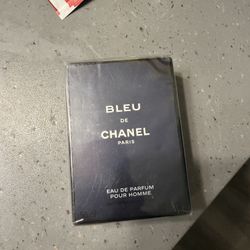 BLEU
DE
CHANEL
PARIS
EAU DE PARFUM
POUR HOMME